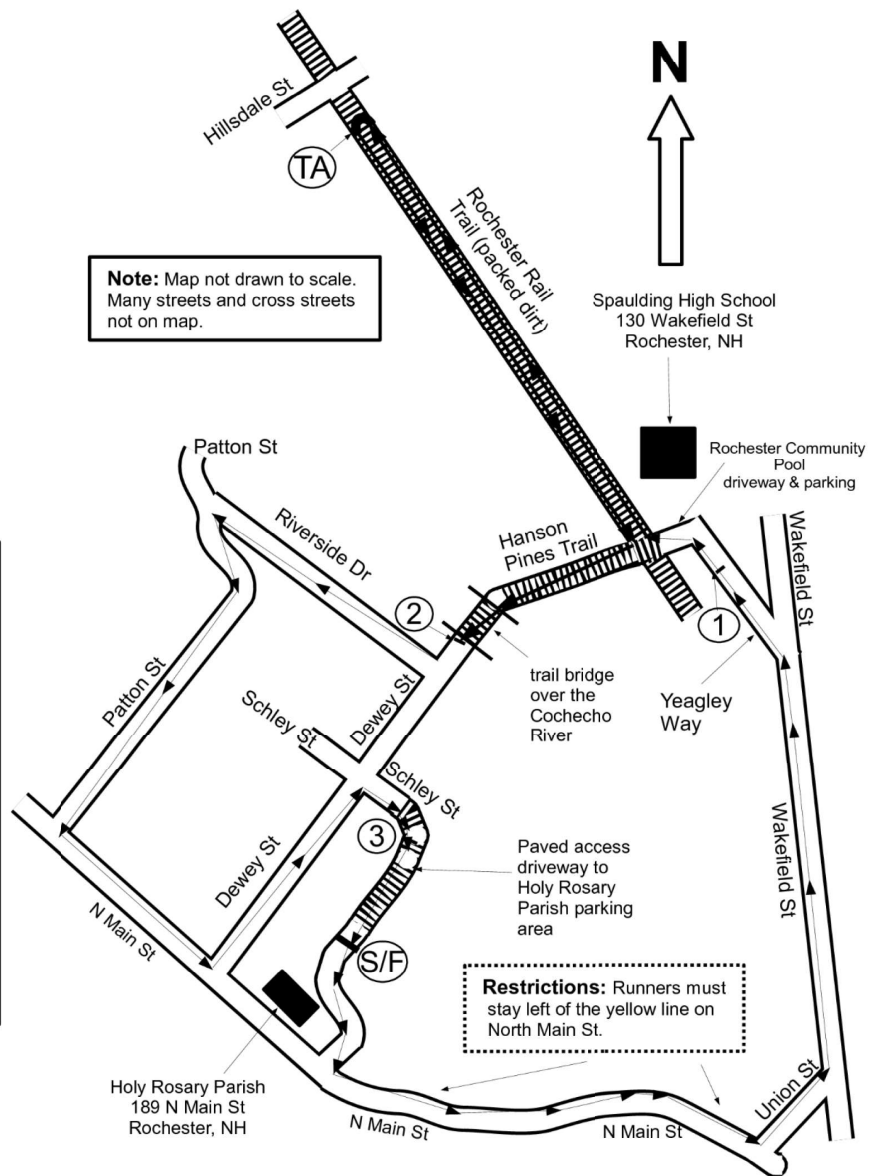 N
Hillsdale St
TA
Rochester Rail
Trail (packed dirt)
Note: Map not drawn to scale.
Many streets and cross streets
not on map.
Spaulding High School
130 Wakefield St
Rochester, NH
Patton St
Rochester Community
Pool
driveway & parking
Riverside Dr
Hanson
Pines Trail
Wakefield St
2
1
trail bridge
over the
Cochecho
River
Yeagley
Way
Patton St
Schley St
Dewey St
Schley St
3
Paved access
driveway to
Holy Rosary
Parish parking
area
Dewey St
Wakefield St
N Main St
S/F
Restrictions: Runners must
stay left of the yellow line on
North Main St.
Holy Rosary Parish
189 N Main St
Rochester, NH
N Main St
N Main St
Union St